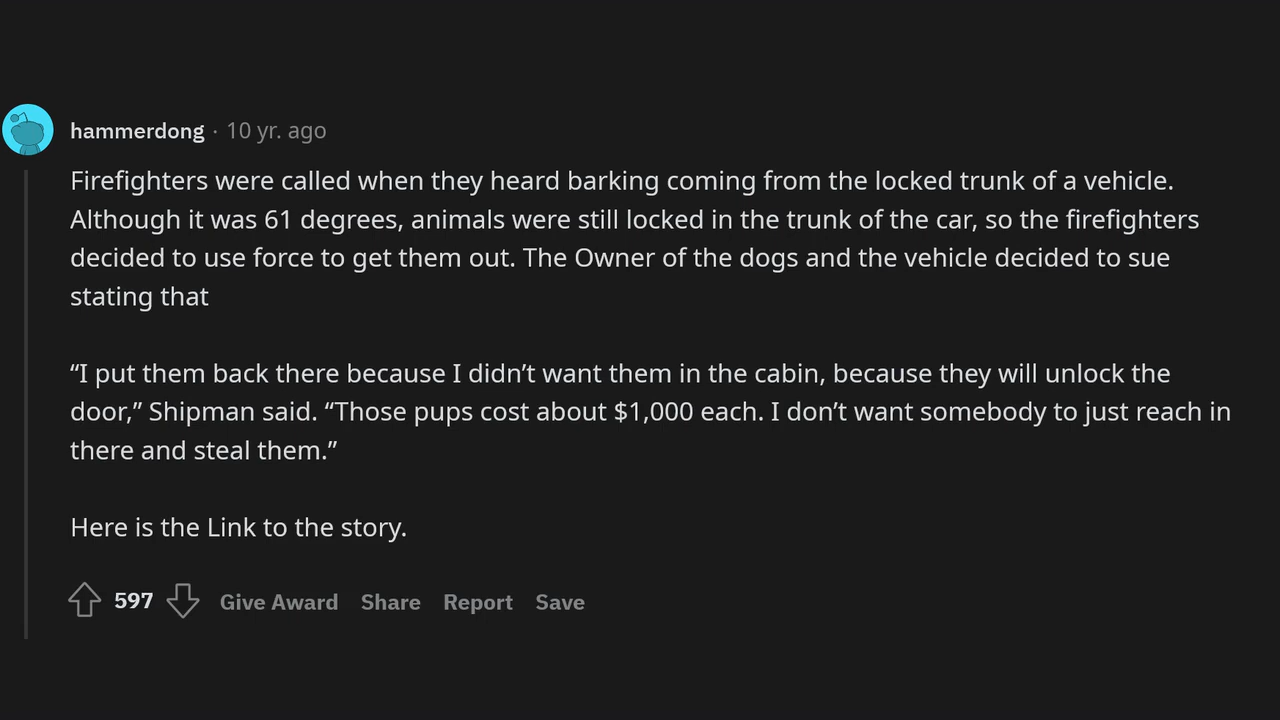 hammerdong · 10 yr. ago
Firefighters were called when they heard barking coming from the locked trunk of a vehicle.
Although it was 61 degrees, animals were still locked in the trunk of the car, so the firefighters
decided to use force to get them out. The Owner of the dogs and the vehicle decided to sue
stating that
“I put them back there because I didn’t want them in the cabin, because they will unlock the
door,” Shipman said. “Those pups cost about $1,000 each. I don’t want somebody to just reach in
there and steal them.”
Here is the Link to the story.
597 Give Award Share Report Save